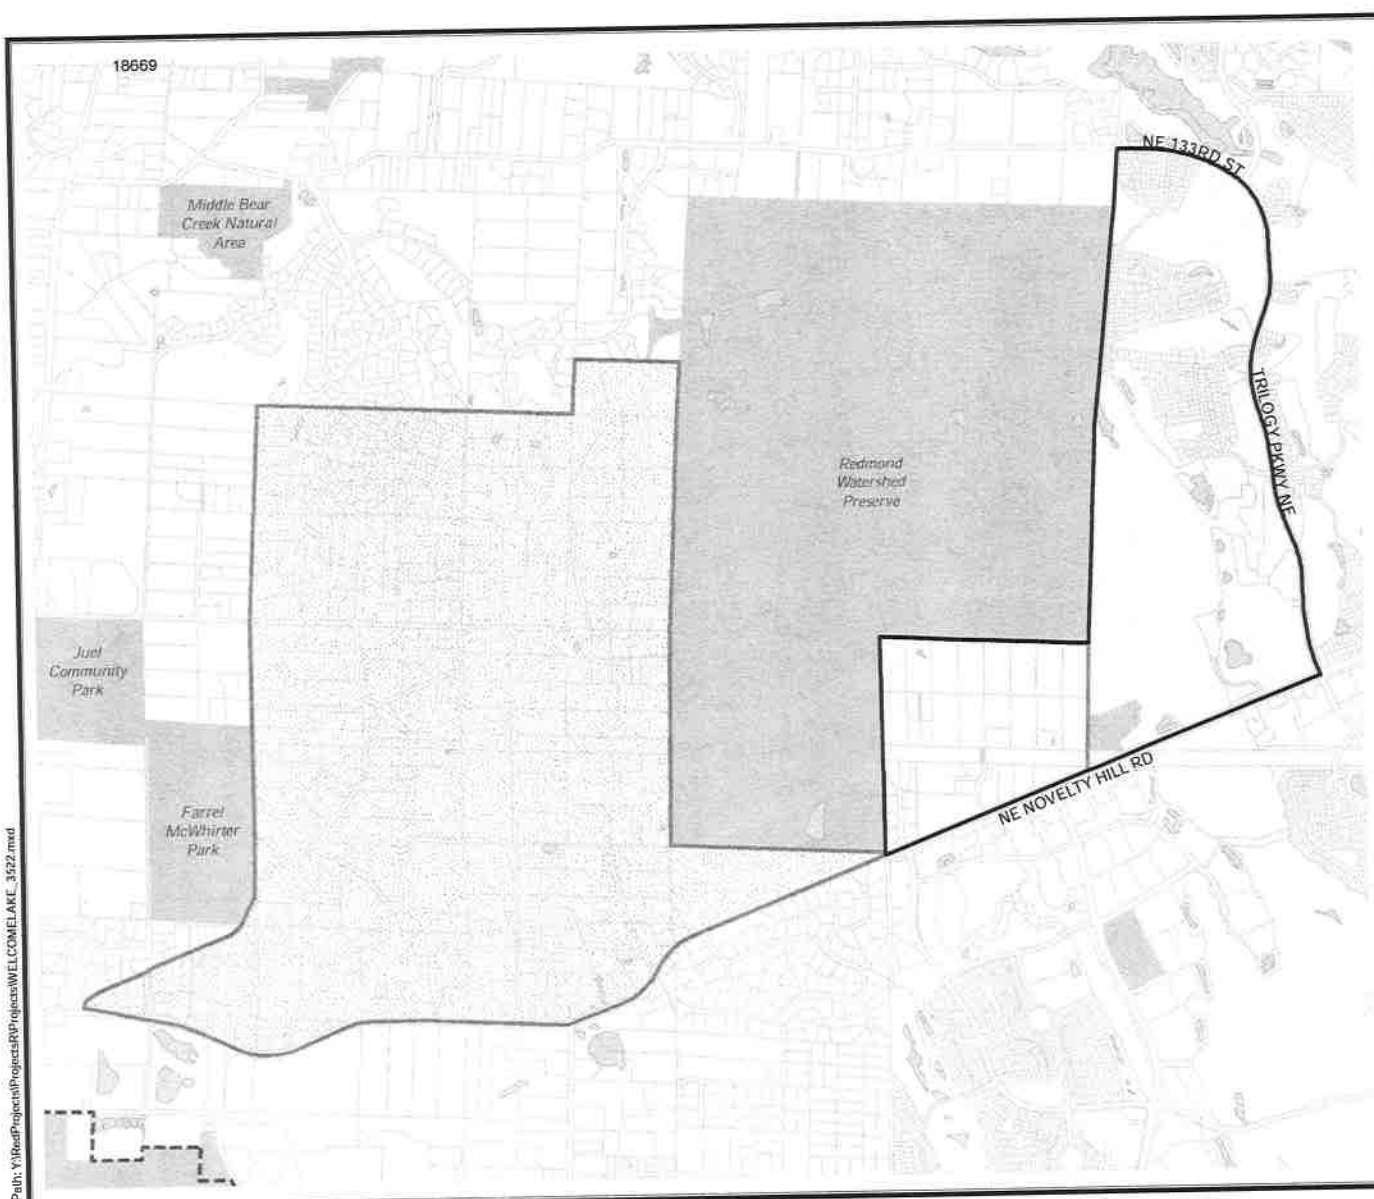 18669
NE 133RD ST
Middle Bear
Creek Natural
Area
TRILOGY PKWY NE
Redmond
Watershed
Preserve
Juel
Community
Park
NE NOVELTY HILL RD
Farrel
McWhirter
Park
Path: Y:\RedProjects\ProjectsR\Projects\WELCOMELAKE_3522.mxd